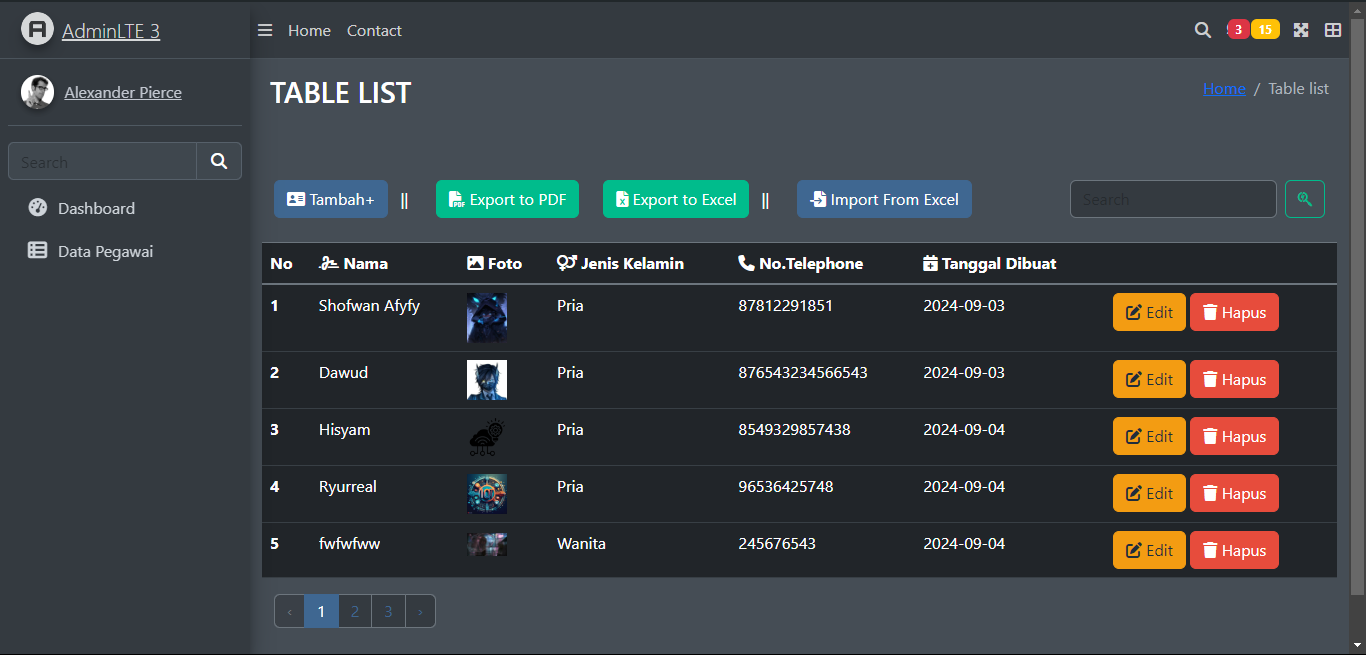 AdminLTE 3
Home Contact
3 15
Alexander Pierce
TABLE LIST
Home / Table list
Search
Dashboard
Data Pegawai
Tambah+ || Export to PDF Export to Excel || Import From Excel Search
No Nama Foto Jenis Kelamin No.Telephone Tanggal Dibuat
1 Shofwan Afyfy Pria 87812291851 2024-09-03 Edit Hapus
2 Dawud Pria 876543234566543 2024-09-03 Edit Hapus
3 Hisyam Pria 8549329857438 2024-09-04 Edit Hapus
4 Ryurreal Pria 96536425748 2024-09-04 Edit Hapus
5 fwfwfww Wanita 245676543 2024-09-04 Edit Hapus
‹ 1 2 3 ›